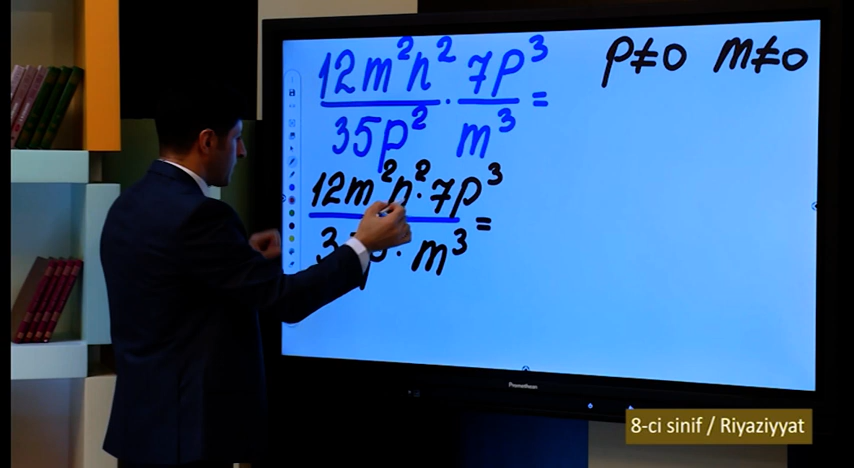 12m²n² · 7p³ =
35p² m³
p≠0 m≠0
12m²n²·7p³ =
· m³
Promethean
8-ci sinif / Riyaziyyat